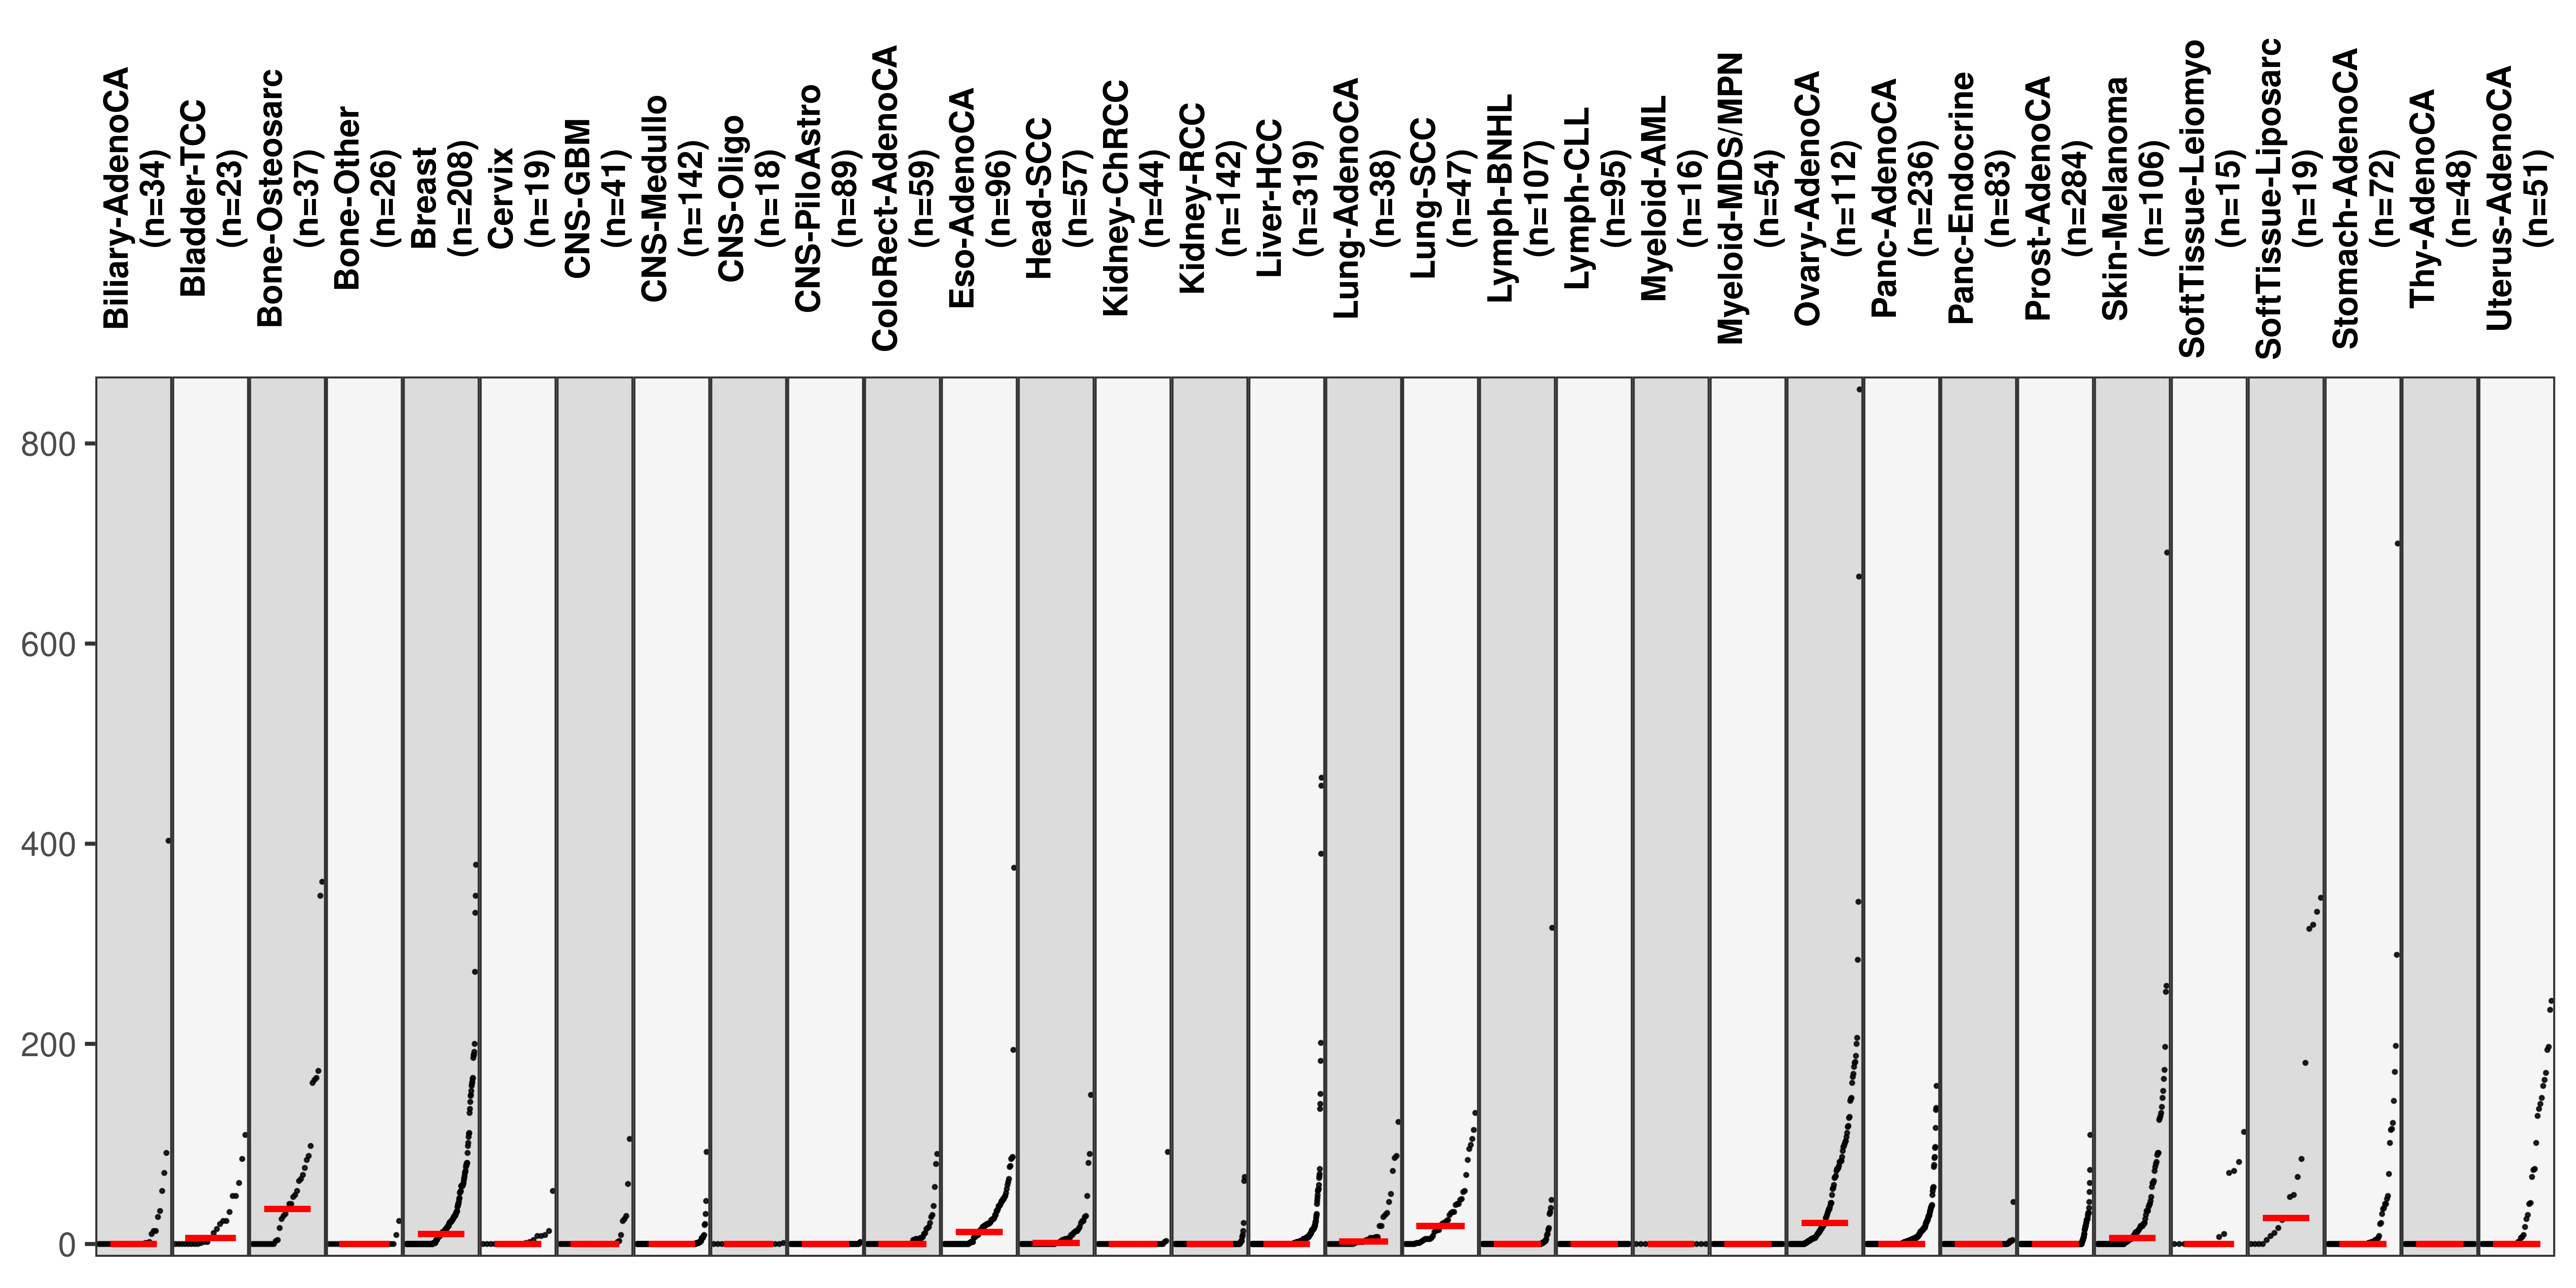 Biliary-AdenoCA
(n=34)
Bladder-TCC
(n=23)
Bone-Osteosarc
(n=37)
Bone-Other
(n=26)
Breast
(n=208)
Cervix
(n=19)
CNS-GBM
(n=41)
CNS-Medullo
(n=142)
CNS-Oligo
(n=18)
CNS-PiloAstro
(n=89)
ColoRect-AdenoCA
(n=59)
Eso-AdenoCA
(n=96)
Head-SCC
(n=57)
Kidney-ChRCC
(n=44)
Kidney-RCC
(n=142)
Liver-HCC
(n=319)
Lung-AdenoCA
(n=38)
Lung-SCC
(n=47)
Lymph-BNHL
(n=107)
Lymph-CLL
(n=95)
Myeloid-AML
(n=16)
Myeloid-MDS/MPN
(n=54)
Ovary-AdenoCA
(n=112)
Panc-AdenoCA
(n=236)
Panc-Endocrine
(n=83)
Prost-AdenoCA
(n=284)
Skin-Melanoma
(n=106)
SoftTissue-Leiomyo
(n=15)
SoftTissue-Liposarc
(n=19)
Stomach-AdenoCA
(n=72)
Thy-AdenoCA
(n=48)
Uterus-AdenoCA
(n=51)
800
600
400
200
0